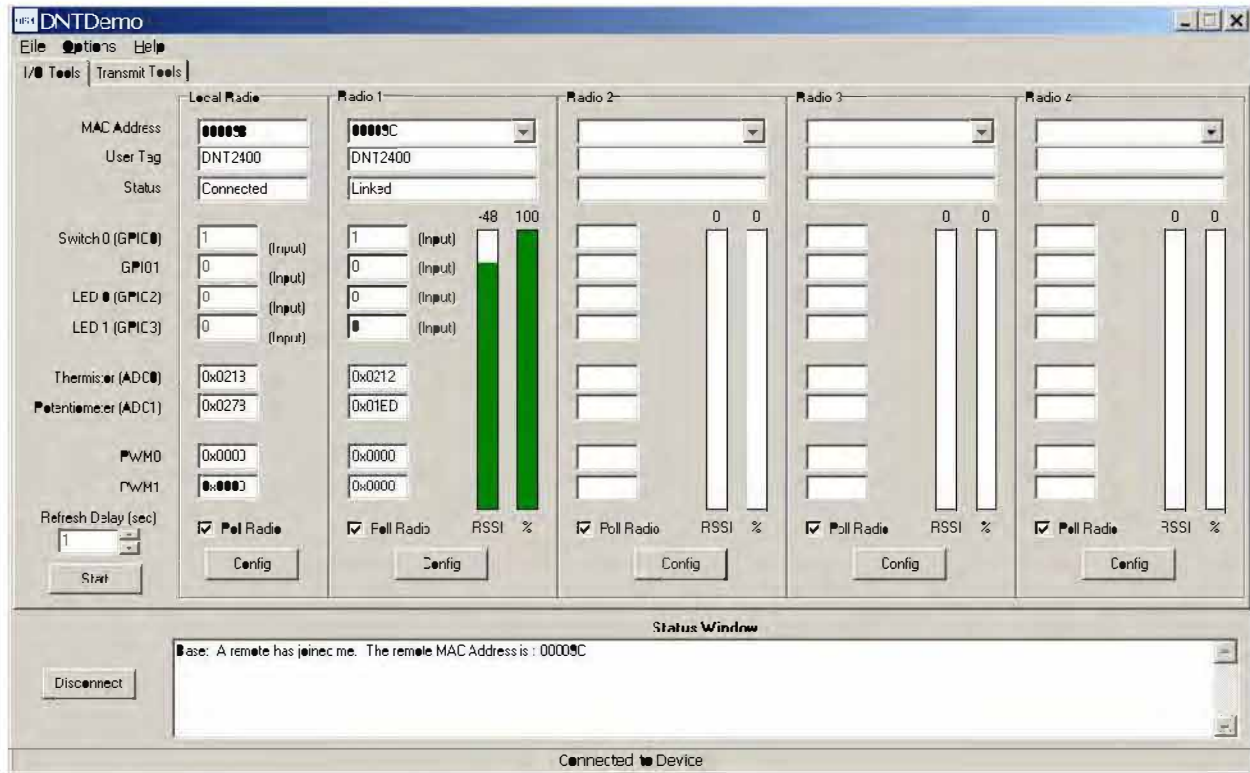 DNTDemo
File Options Help
I/O Tools Transmit Tools
Local Radio Radio 1 Radio 2 Radio 3 Radio 4
MAC Address 00009B 00009C
User Tag DNT2400 DNT2400
Status Connected Linked
-48 100 0 0 0 0 0 0
Switch 0 (GPIO0) 1 (Input) 1 (Input)
GPIO1 0 (Input) 0 (Input)
LED 0 (GPIO2) 0 (Input) 0 (Input)
LED 1 (GPIO3) 0 (Input) 0 (Input)
Thermistor (ADC0) 0x0213 0x0212
Potentiometer (ADC1) 0x0273 0x01ED
PWM0 0x0000 0x0000
PWM1 0x0000 0x0000
Refresh Delay (sec)
1
Poll Radio Poll Radio RSSI % Poll Radio RSSI % Poll Radio RSSI % Poll Radio RSSI %
Start Config Config Config Config Config
Status Window
Base: A remote has joined me. The remote MAC Address is : 00009C
Disconnect
Connected to Device